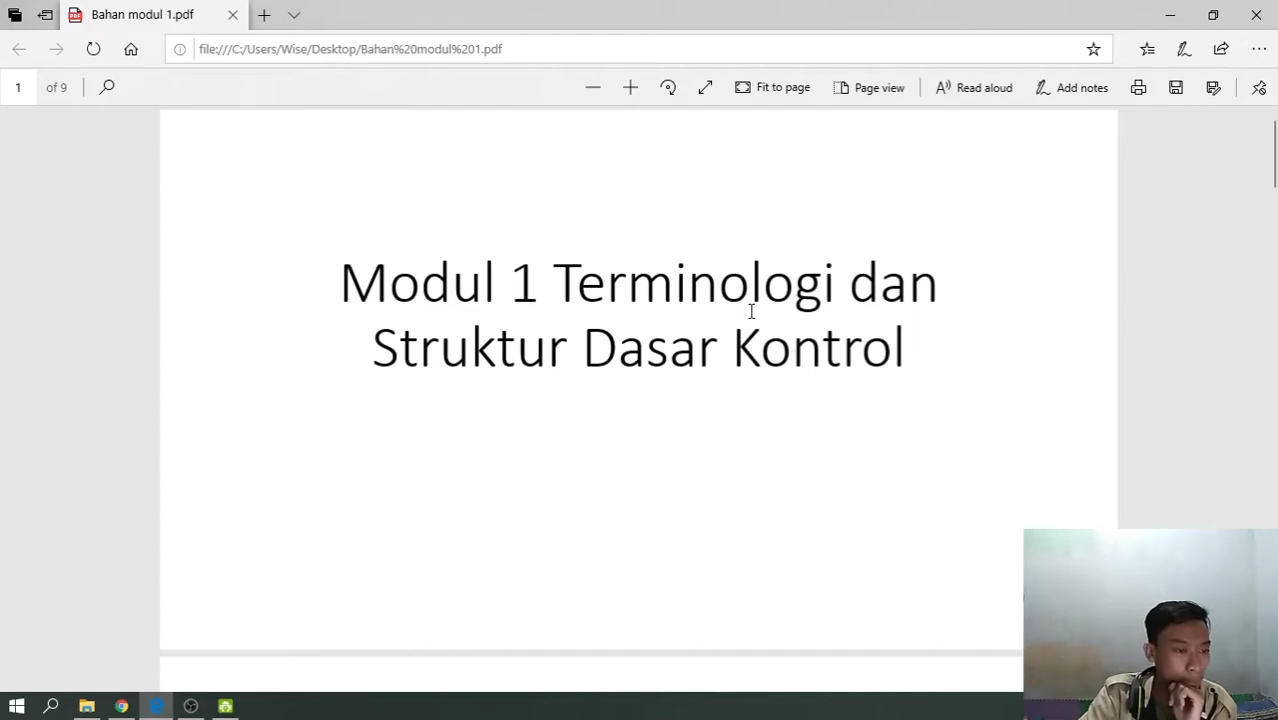 Bahan modul 1.pdf
file:///C:/Users/Wise/Desktop/Bahan%20modul%201.pdf
1 of 9
Fit to page
Page view
Read aloud
Add notes
Modul 1 Terminologi dan
Struktur Dasar Kontrol